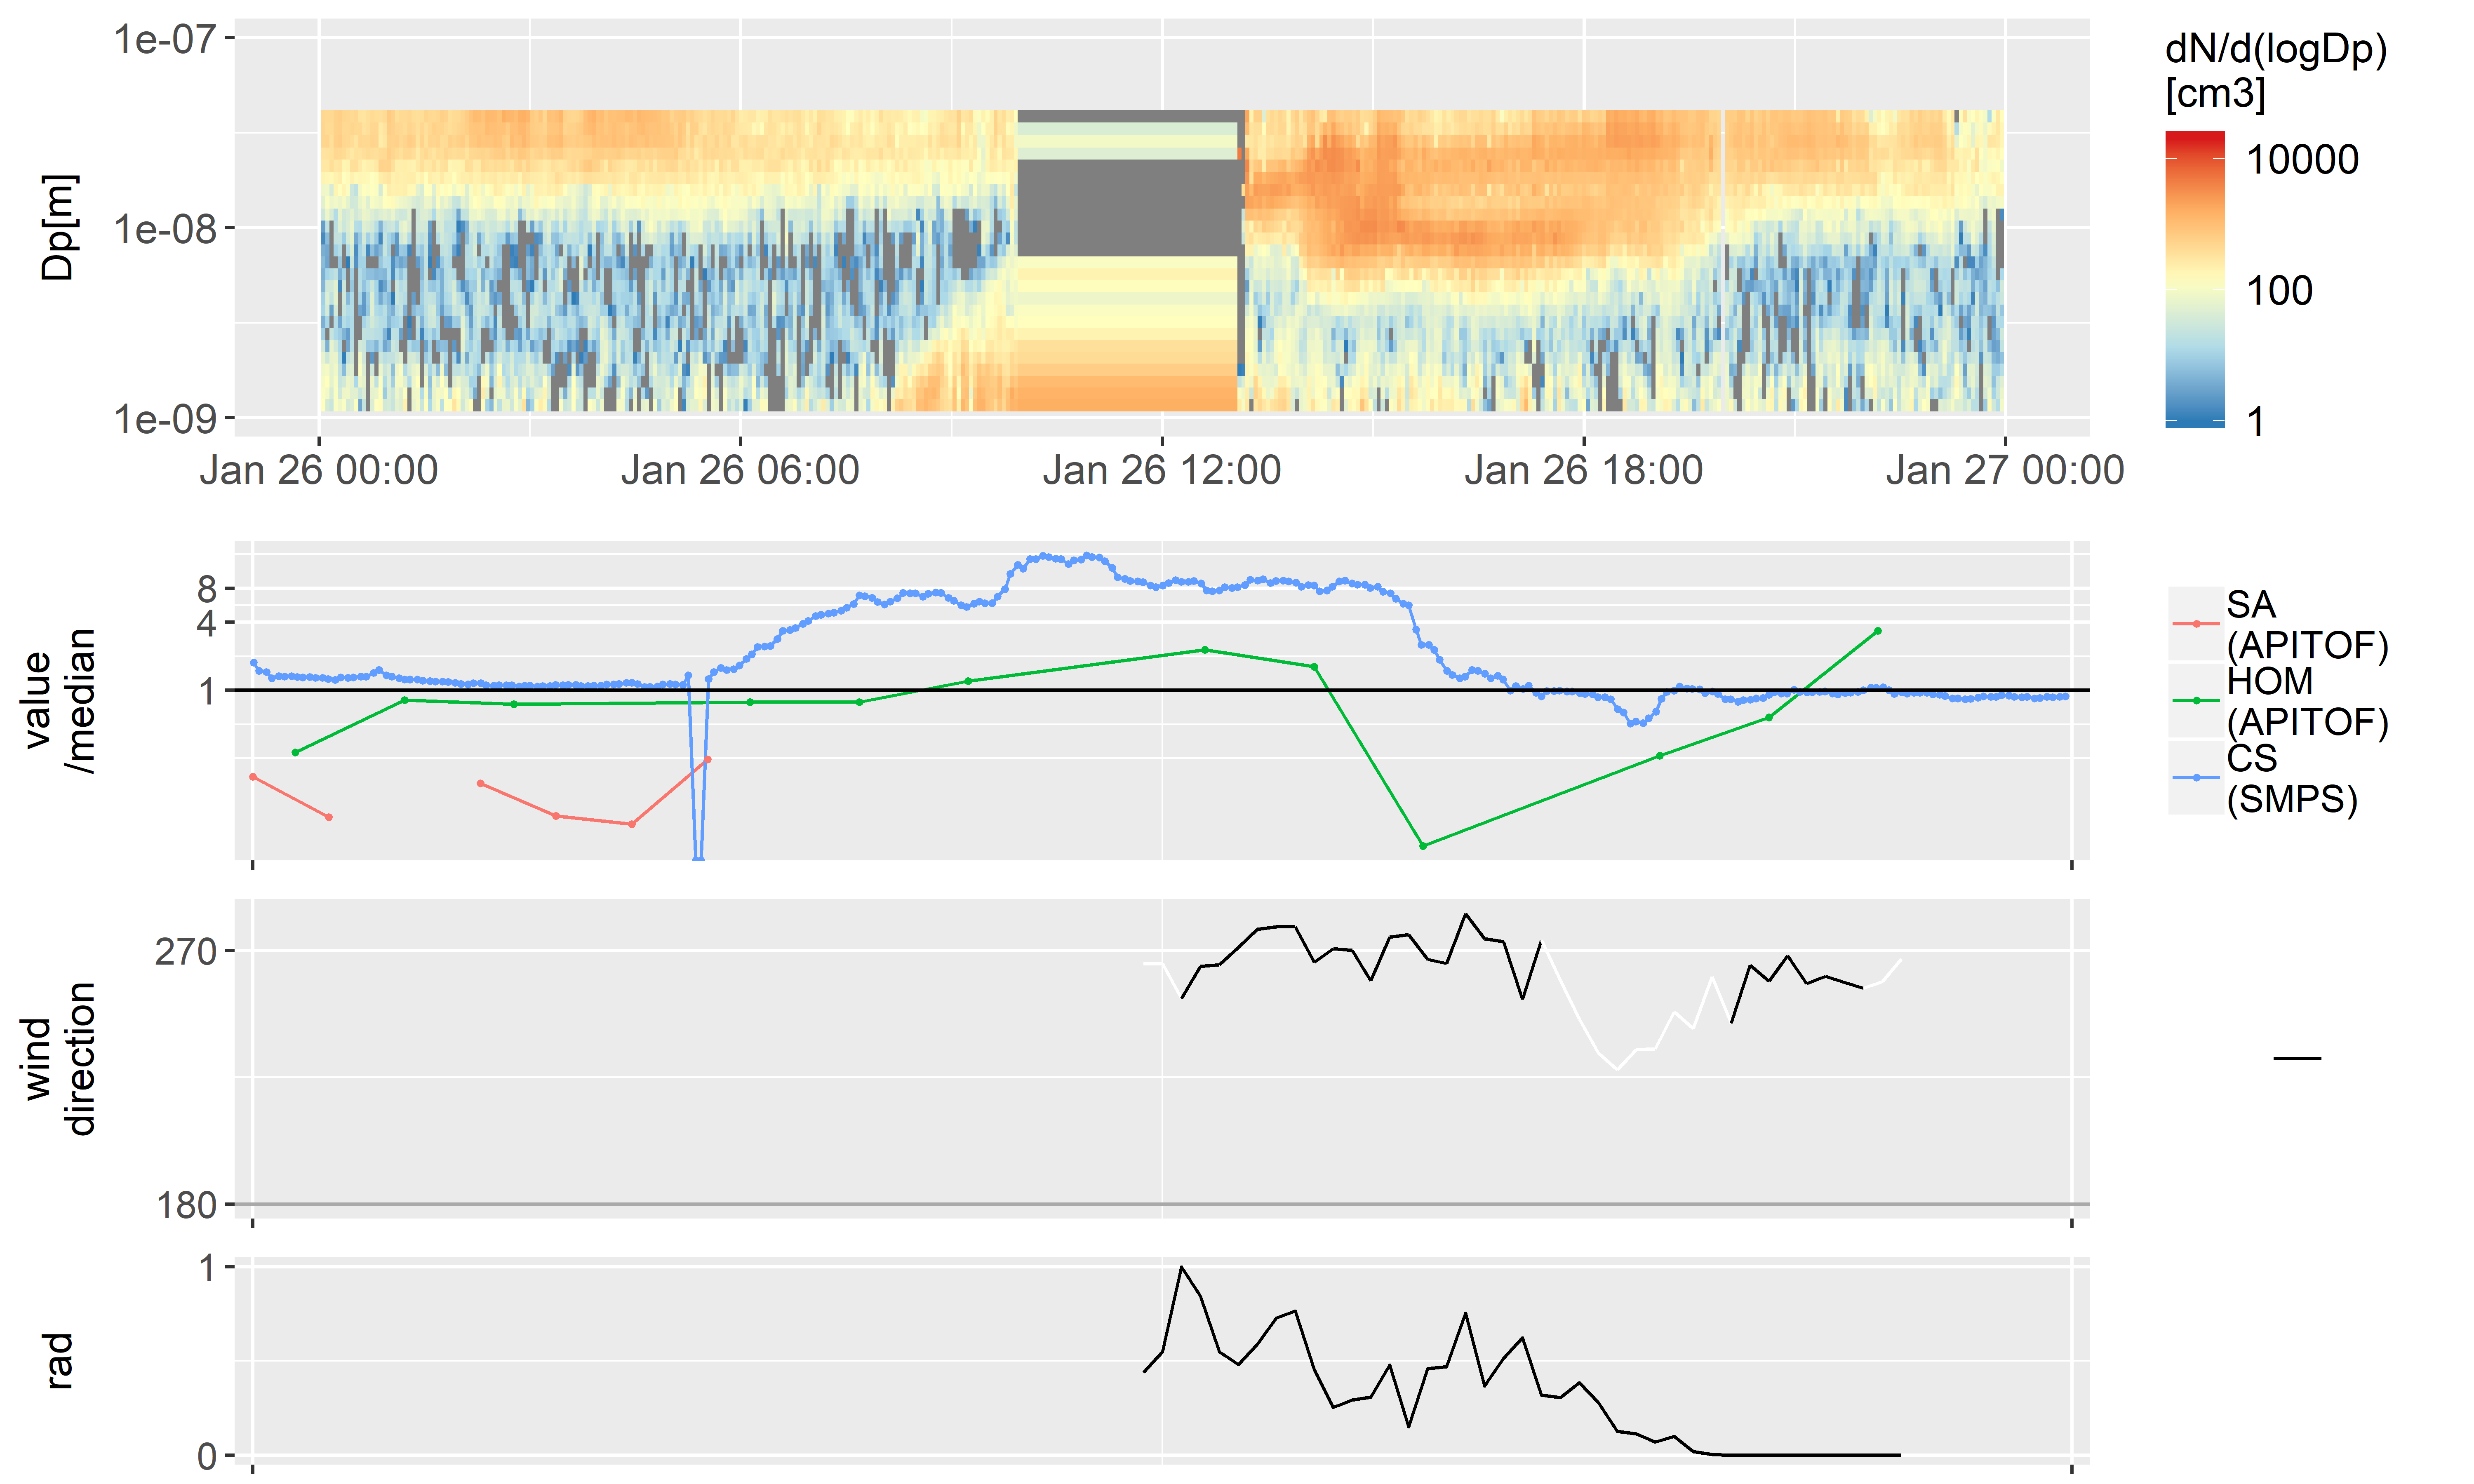 1e-07
1e-08
1e-09
Dp[m]
Jan 26 00:00
Jan 26 06:00
Jan 26 12:00
Jan 26 18:00
Jan 27 00:00
dN/d(logDp)
[cm3]
10000
100
1
8
4
1
value
/median
SA
(APITOF)
HOM
(APITOF)
CS
(SMPS)
270
180
wind
direction
1
0
rad